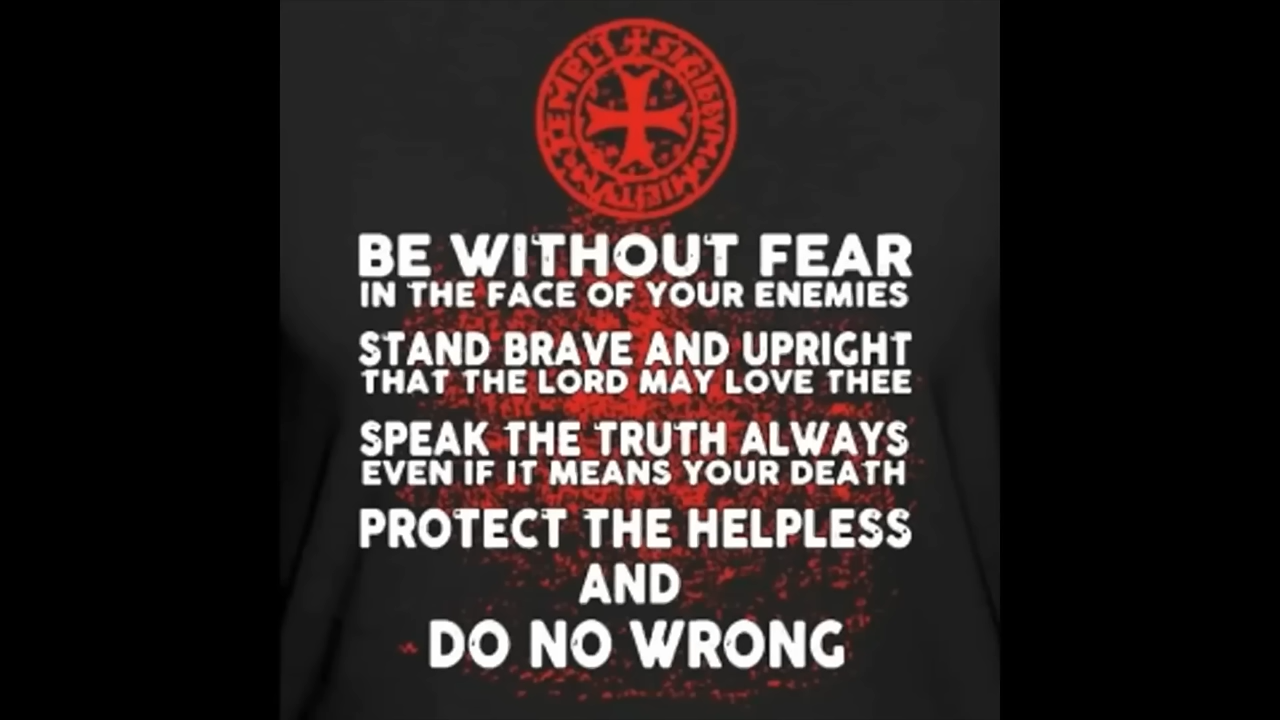 TEMPLI
BE WITHOUT FEAR
IN THE FACE OF YOUR ENEMIES
STAND BRAVE AND UPRIGHT
THAT THE LORD MAY LOVE THEE
SPEAK THE TRUTH ALWAYS
EVEN IF IT MEANS YOUR DEATH
PROTECT THE HELPLESS
AND
DO NO WRONG